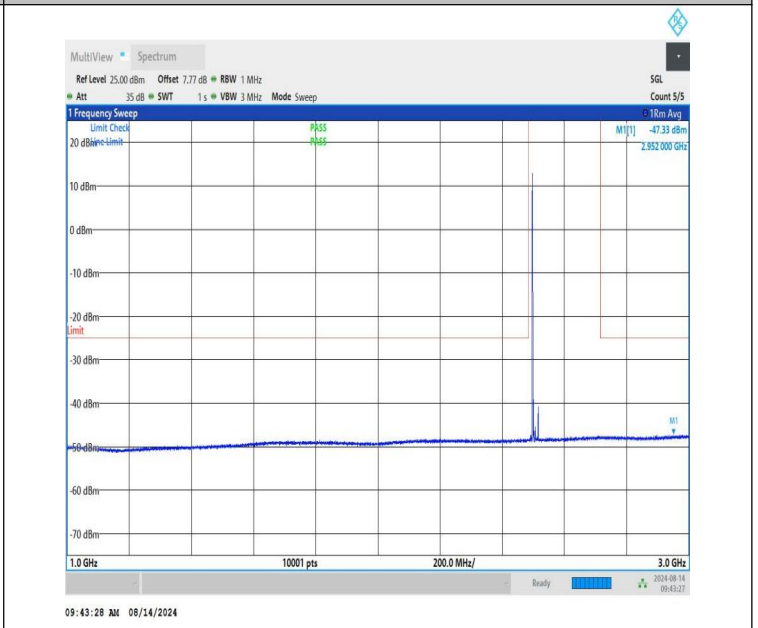 R S
MultiView Spectrum
Ref Level 25.00 dBm Offset 7.77 dB RBW 1 MHz SGL
Att 35 dB SWT 1 s VBW 3 MHz Mode Sweep Count 5/5
1 Frequency Sweep 1Rm Avg
Limit Check PASS M1[1] -47.33 dBm
20 dBm Line Limit PASS 2.952 000 GHz
10 dBm
0 dBm
-10 dBm
-20 dBm
Limit
-30 dBm
-40 dBm
M1
-50 dBm
-60 dBm
-70 dBm
1.0 GHz 10001 pts 200.0 MHz/ 3.0 GHz
Ready 2024-08-14
09:43:27
09:43:28 AM 08/14/2024